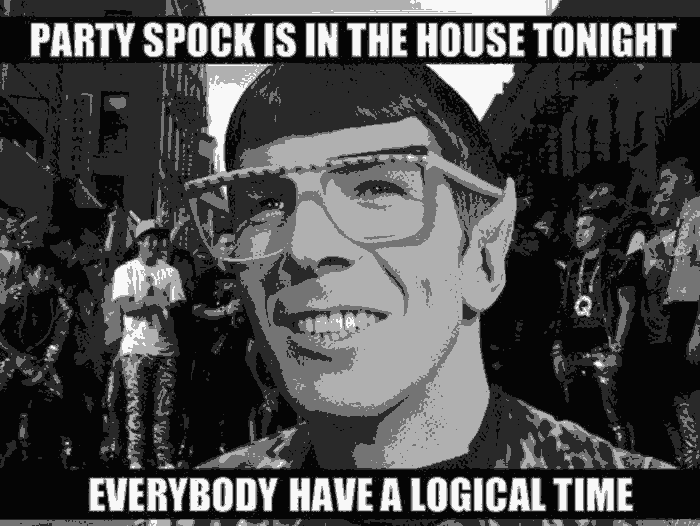 PARTY SPOCK IS IN THE HOUSE TONIGHT
EVERYBODY HAVE A LOGICAL TIME